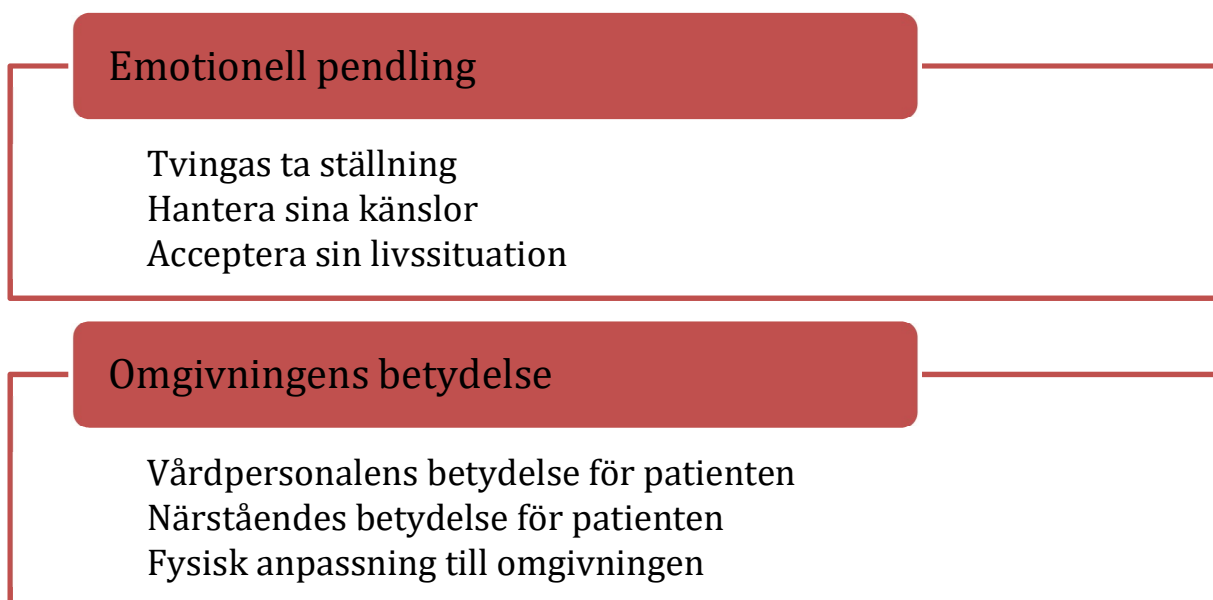 Emotionell pendling
Tvingas ta ställning
Hantera sina känslor
Acceptera sin livssituation
Omgivningens betydelse
Vårdpersonalens betydelse för patienten
Närståendes betydelse för patienten
Fysisk anpassning till omgivningen